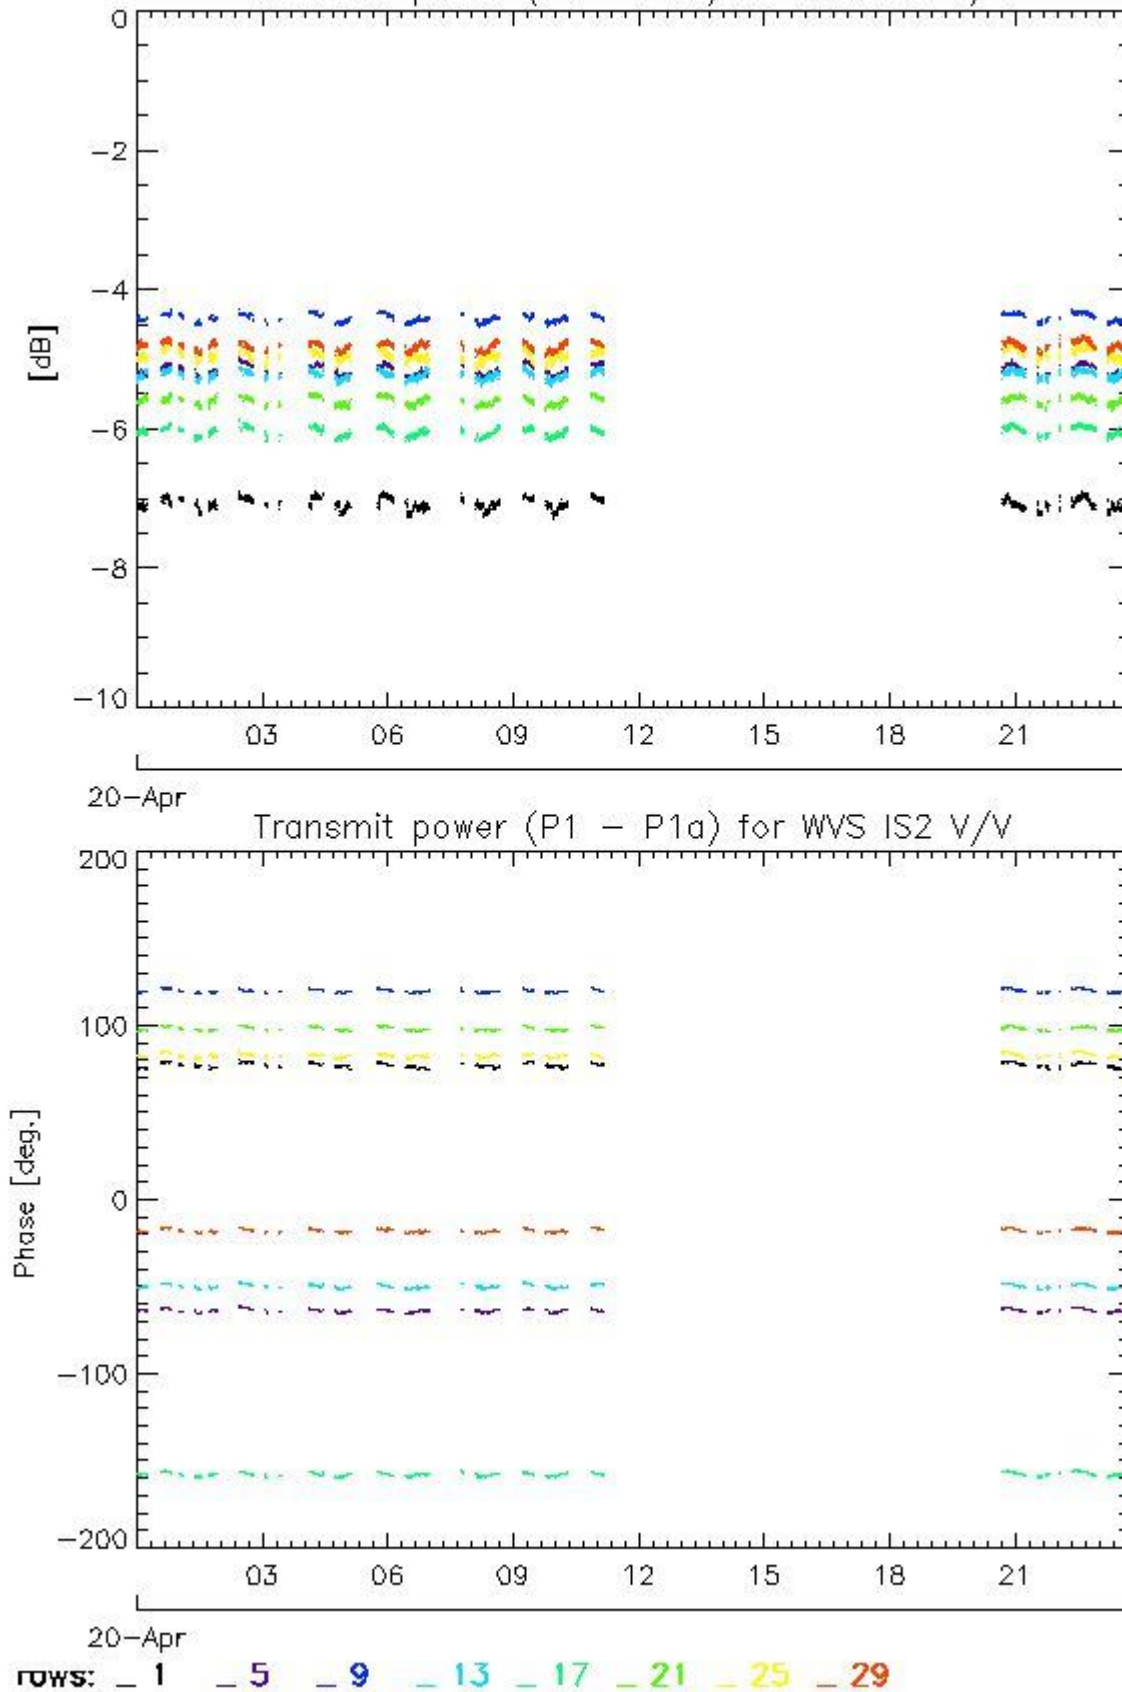 0
−2
−4
−6
−8
−10
[dB]
03 06 09 12 15 18 21
20−Apr
Transmit power (P1 − P1a) for WVS IS2 V/V
200
100
0
−100
−200
Phase [deg.]
03 06 09 12 15 18 21
20−Apr
rows: _ 1 _ 5 _ 9 _ 13 _ 17 _ 21 _ 25 _ 29